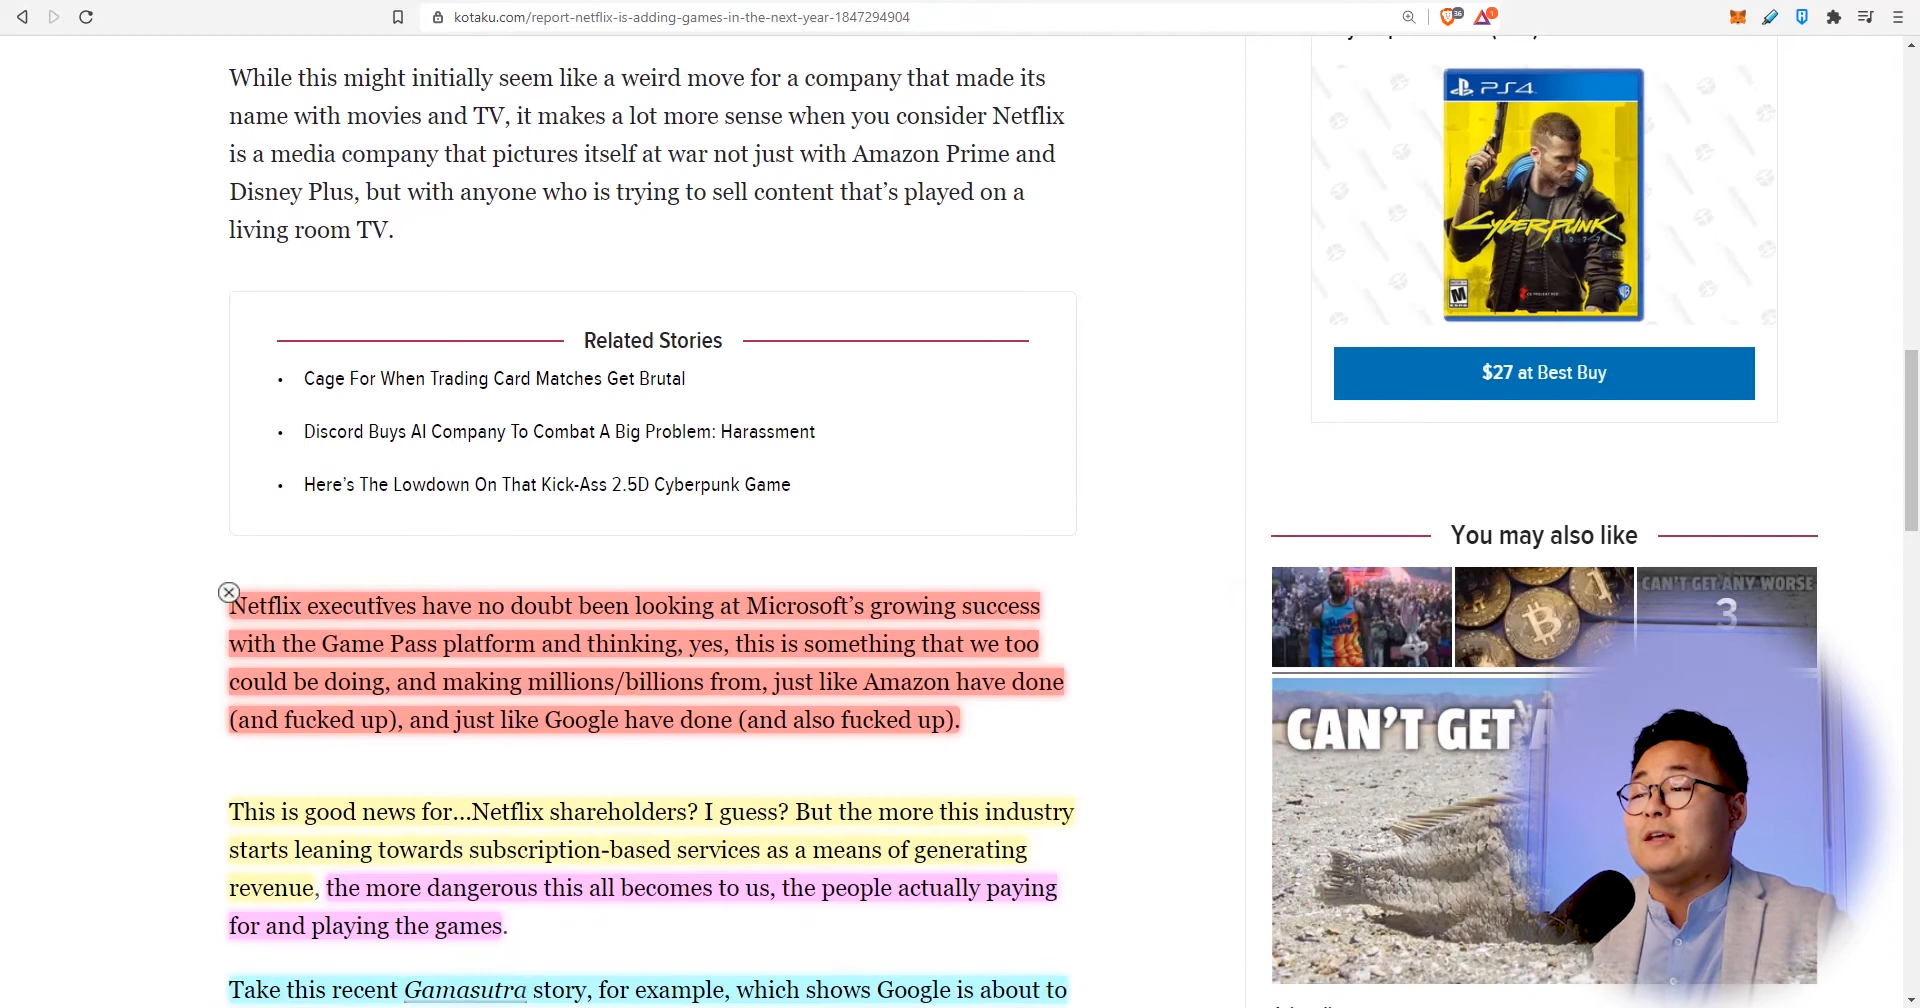 kotaku.com/report-netflix-is-adding-games-in-the-next-year-1847294904
36
1
While this might initially seem like a weird move for a company that made its
name with movies and TV, it makes a lot more sense when you consider Netflix
is a media company that pictures itself at war not just with Amazon Prime and
Disney Plus, but with anyone who is trying to sell content that’s played on a
living room TV.
Related Stories
• Cage For When Trading Card Matches Get Brutal
• Discord Buys AI Company To Combat A Big Problem: Harassment
• Here’s The Lowdown On That Kick-Ass 2.5D Cyberpunk Game
Netflix executives have no doubt been looking at Microsoft’s growing success
with the Game Pass platform and thinking, yes, this is something that we too
could be doing, and making millions/billions from, just like Amazon have done
(and fucked up), and just like Google have done (and also fucked up).
This is good news for...Netflix shareholders? I guess? But the more this industry
starts leaning towards subscription-based services as a means of generating
revenue, the more dangerous this all becomes to us, the people actually paying
for and playing the games.
Take this recent Gamasutra story, for example, which shows Google is about to
PS4
CYBERPUNK
2077
M
CD PROJEKT RED
WB
$27 at Best Buy
You may also like
CAN'T GET ANY WORSE
3
CAN'T GET A